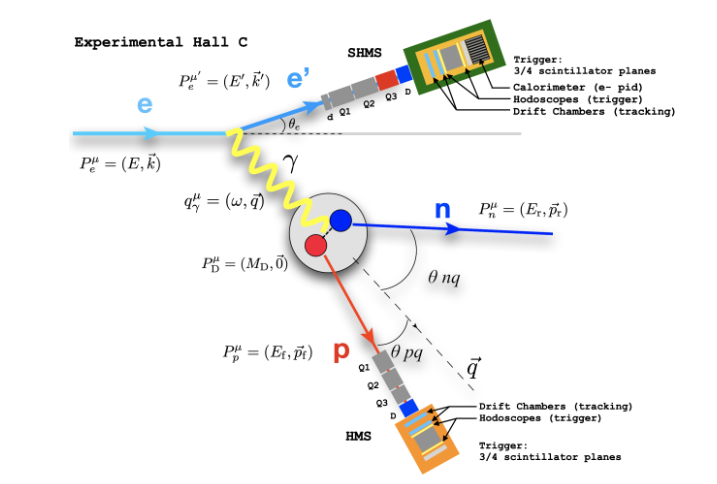 Experimental Hall C
SHMS
Trigger:
3/4 scintillator planes
Calorimeter (e- pid)
Hodoscopes (trigger)
Drift Chambers (tracking)
d Q1 Q2 Q3 D
P_e^{μ'} = (E', k⃗')
e'
e
θ_e
P_e^μ = (E, k⃗)
γ
q_γ^μ = (ω, q⃗)
n
P_n^μ = (E_r, p⃗_r)
P_D^μ = (M_D, 0⃗)
θ nq
P_p^μ = (E_f, p⃗_f)
p
θ pq
q⃗
Q1
Q2
Q3
D
HMS
Drift Chambers (tracking)
Hodoscopes (trigger)
Trigger:
3/4 scintillator planes